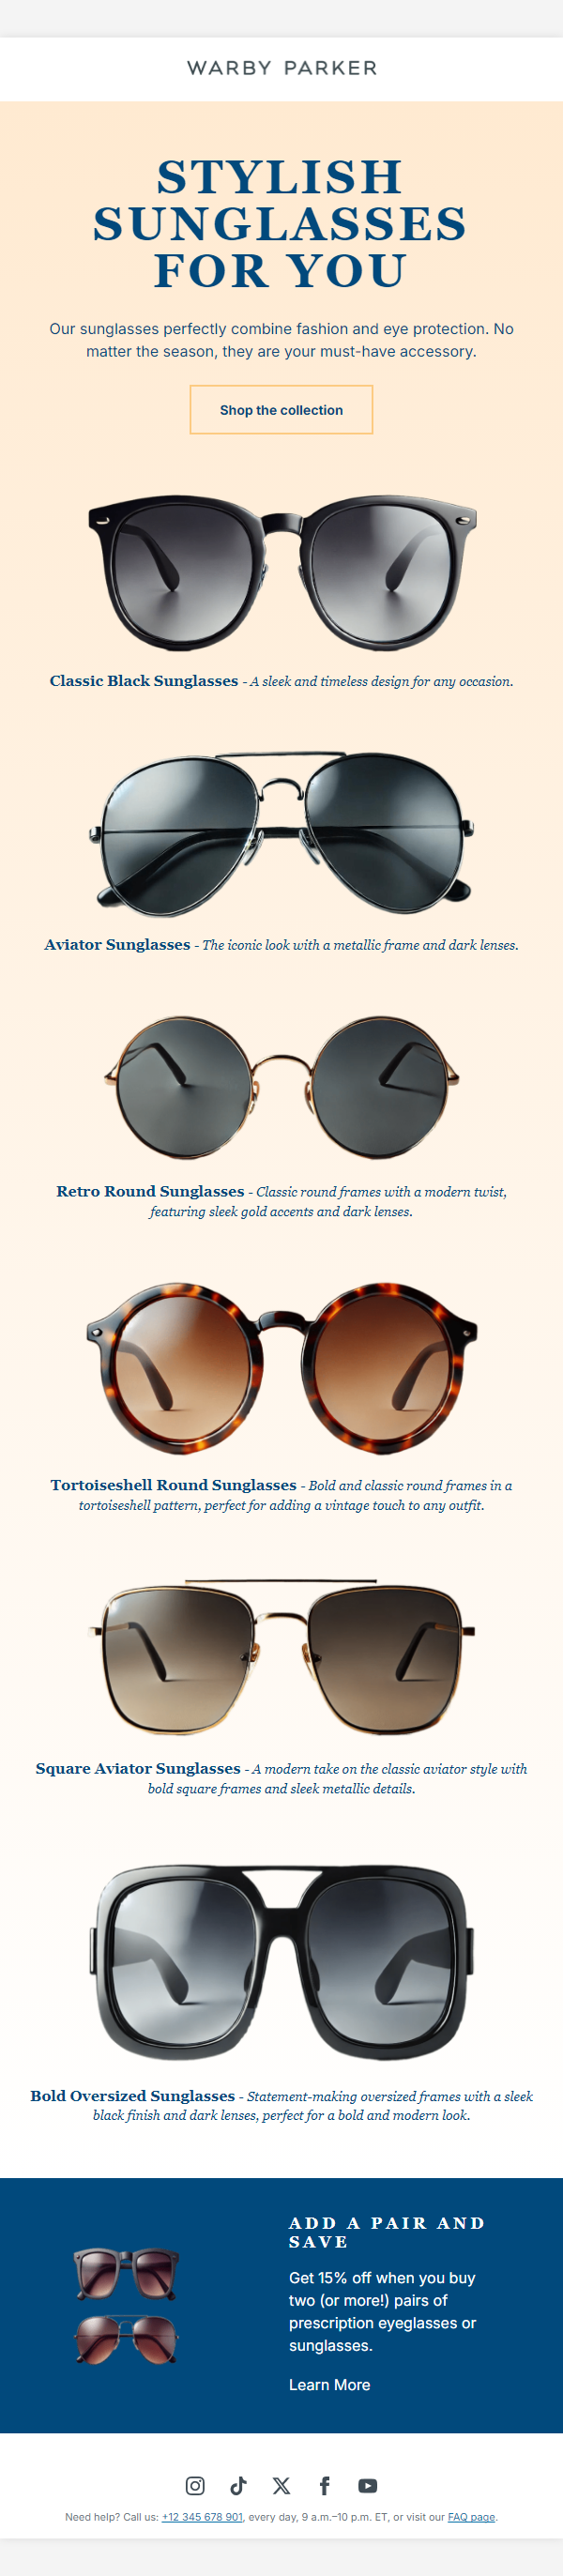 WARBY PARKER
STYLISH
SUNGLASSES
FOR YOU
Our sunglasses perfectly combine fashion and eye protection. No
matter the season, they are your must-have accessory.
Shop the collection
Classic Black Sunglasses - A sleek and timeless design for any occasion.
Aviator Sunglasses - The iconic look with a metallic frame and dark lenses.
Retro Round Sunglasses - Classic round frames with a modern twist,
featuring sleek gold accents and dark lenses.
Tortoiseshell Round Sunglasses - Bold and classic round frames in a
tortoiseshell pattern, perfect for adding a vintage touch to any outfit.
Square Aviator Sunglasses - A modern take on the classic aviator style with
bold square frames and sleek metallic details.
Bold Oversized Sunglasses - Statement-making oversized frames with a sleek
black finish and dark lenses, perfect for a bold and modern look.
ADD A PAIR AND
SAVE
Get 15% off when you buy
two (or more!) pairs of
prescription eyeglasses or
sunglasses.
Learn More
Need help? Call us: +12 345 678 901, every day, 9 a.m.–10 p.m. ET, or visit our FAQ page.